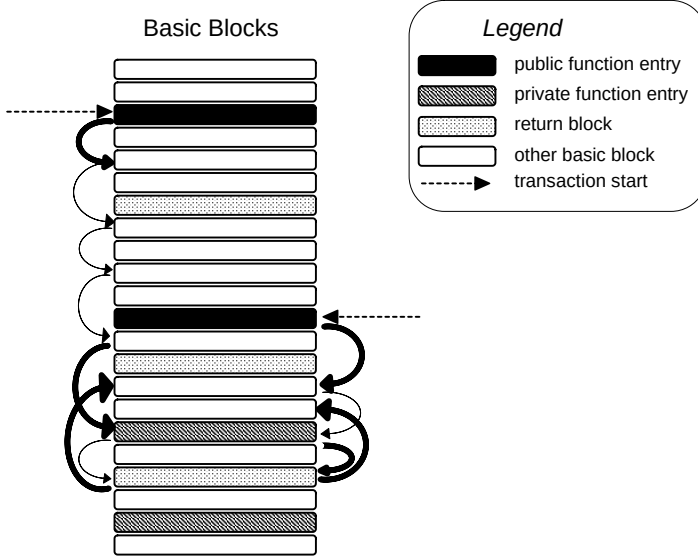 Basic Blocks
Legend
public function entry
private function entry
return block
other basic block
transaction start